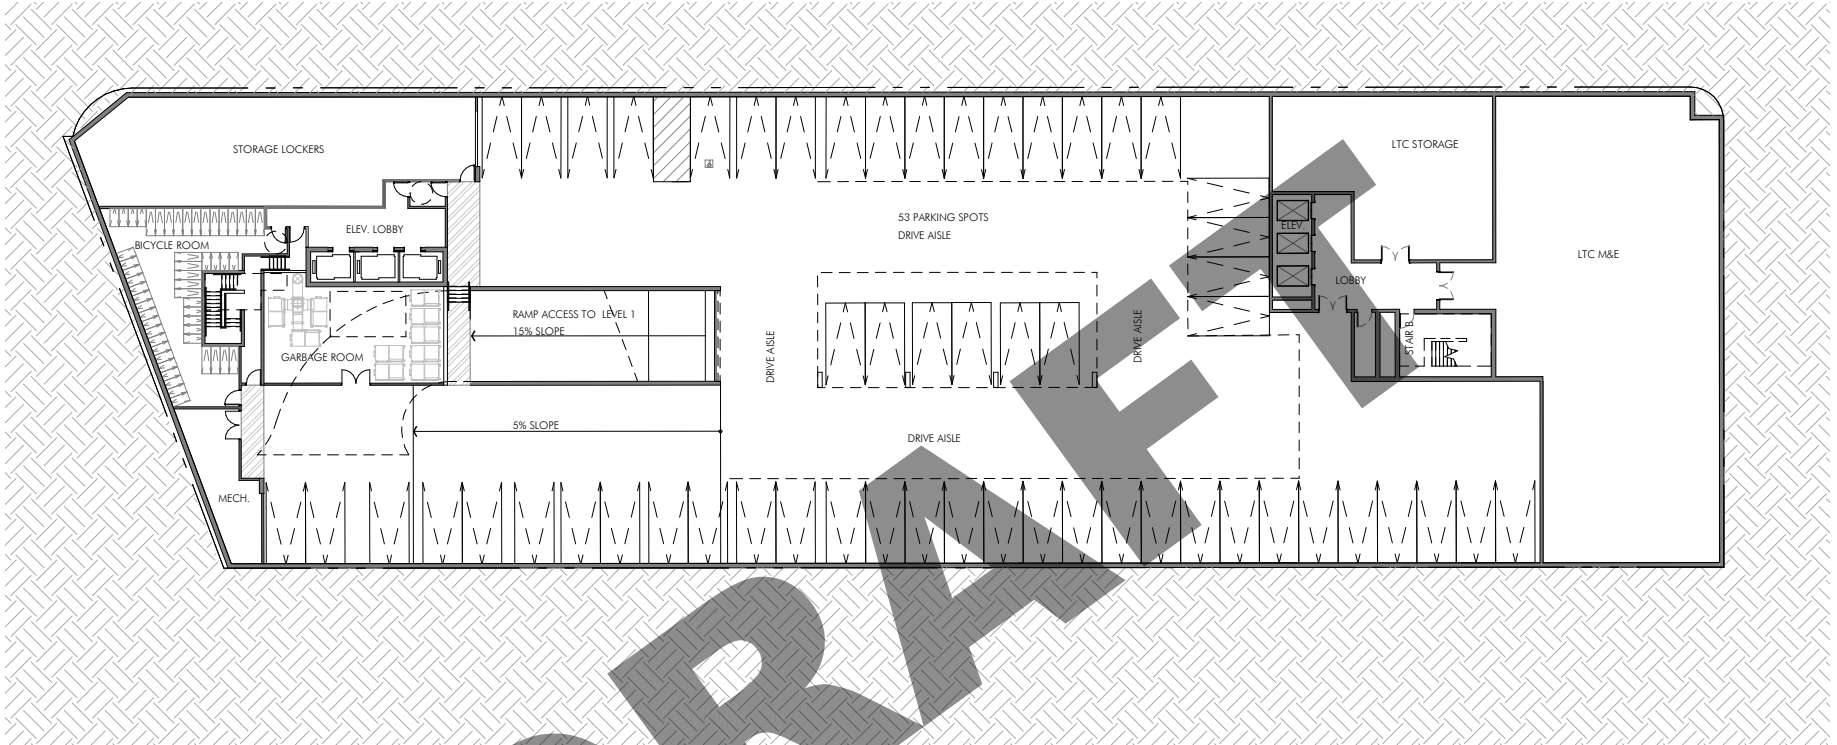 STORAGE LOCKERS
LTC STORAGE
53 PARKING SPOTS
DRIVE AISLE
ELEV. LOBBY
ELEV.
BICYCLE ROOM
LTC M&E
LOBBY
RAMP ACCESS TO LEVEL 1
15% SLOPE
DRIVE AISLE
DRIVE AISLE
STAIR B
GARBAGE ROOM
5% SLOPE
DRIVE AISLE
MECH.
RAFT